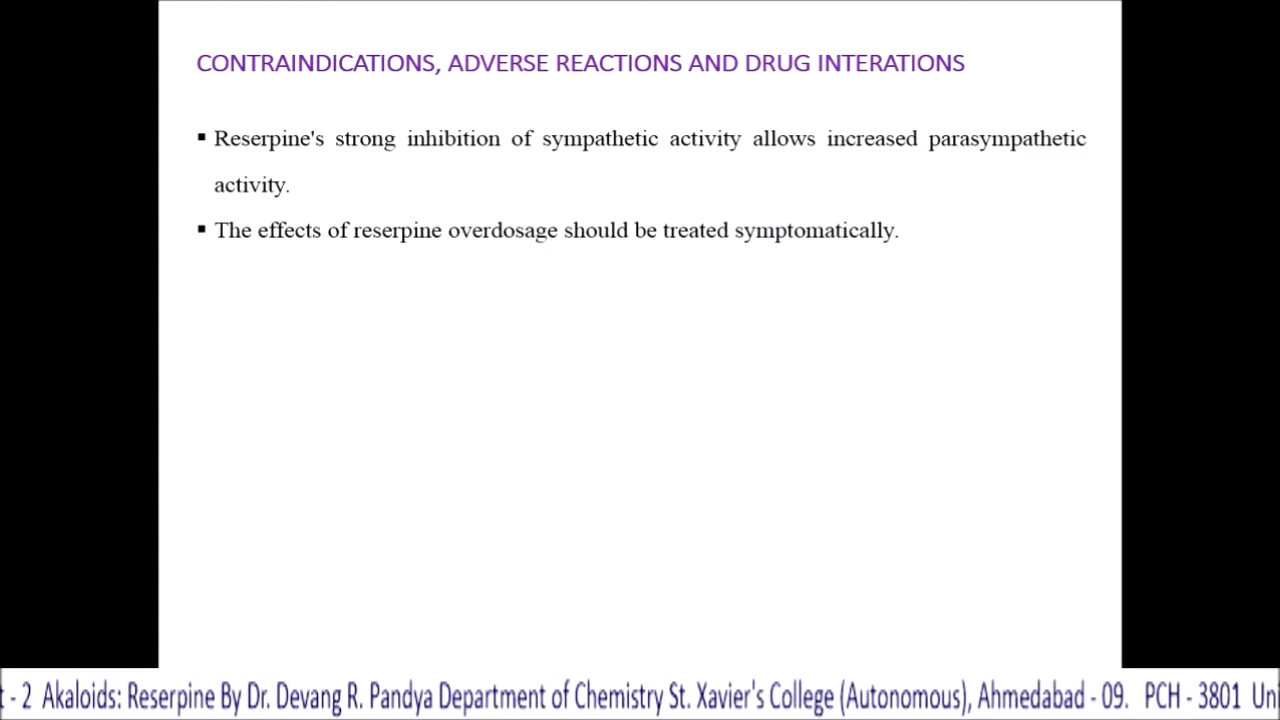 CONTRAINDICATIONS, ADVERSE REACTIONS AND DRUG INTERATIONS
▪ Reserpine's strong inhibition of sympathetic activity allows increased parasympathetic
activity.
▪ The effects of reserpine overdosage should be treated symptomatically.
- 2 Akaloids: Reserpine By Dr. Devang R. Pandya Department of Chemistry St. Xavier's College (Autonomous), Ahmedabad - 09. PCH - 3801 Un